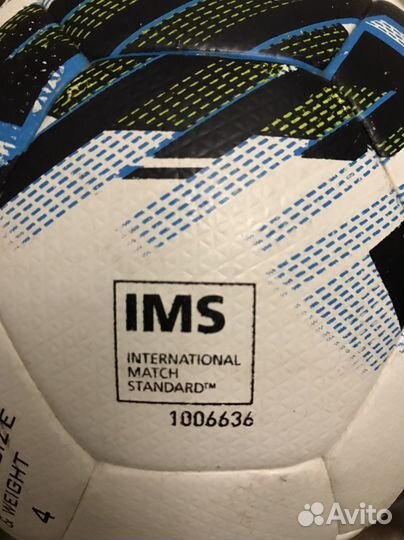 IMS
INTERNATIONAL
MATCH
STANDARD™
1006636
SIZE
& WEIGHT
4
Avito